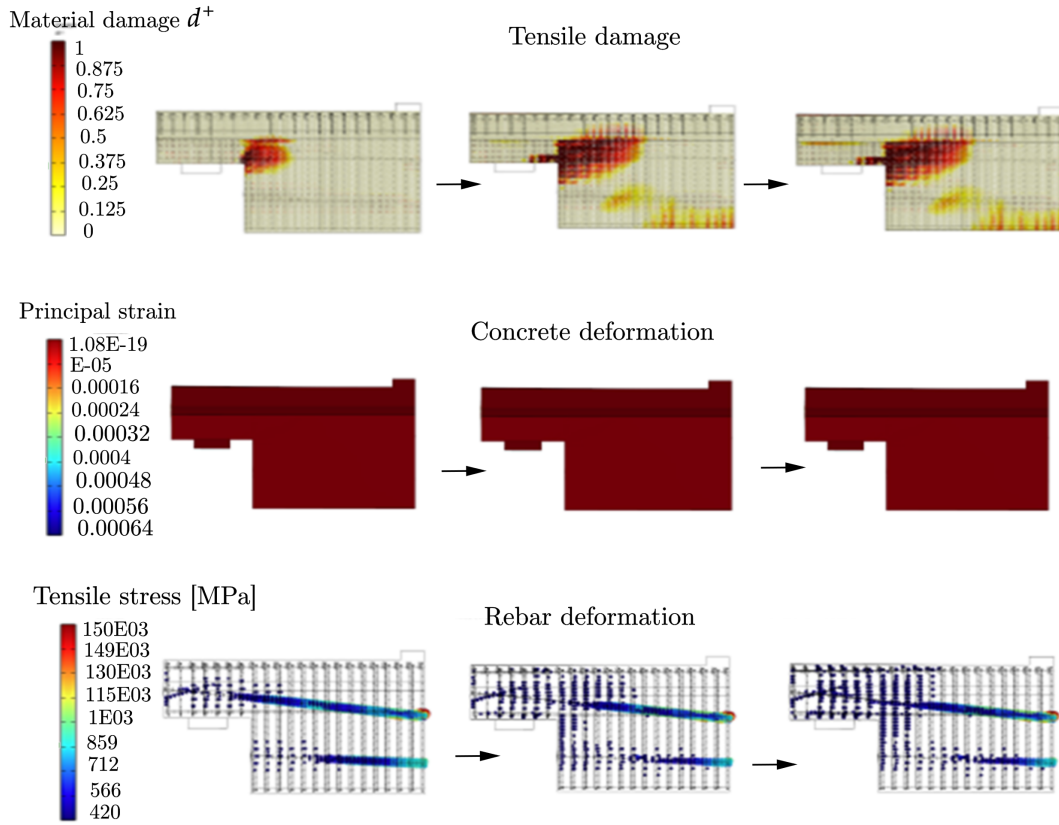 Material damage d⁺
Tensile damage
1
0.875
0.75
0.625
0.5
0.375
0.25
0.125
0
Principal strain
Concrete deformation
1.08E-19
E-05
0.00016
0.00024
0.00032
0.0004
0.00048
0.00056
0.00064
Tensile stress [MPa]
Rebar deformation
150E03
149E03
130E03
115E03
1E03
859
712
566
420